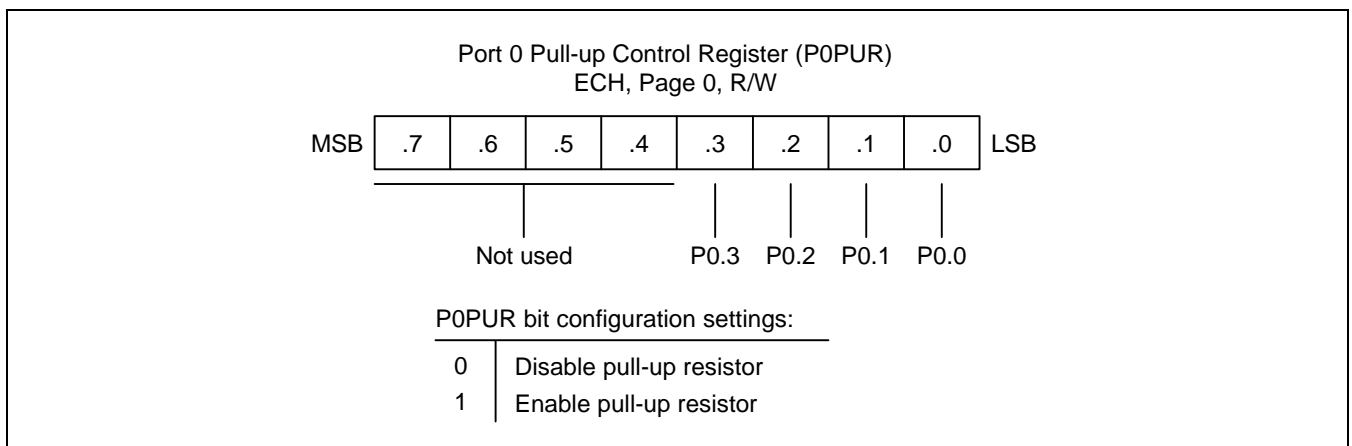 Port 0 Pull-up Control Register (P0PUR)
ECH, Page 0, R/W
MSB .7 .6 .5 .4 .3 .2 .1 .0 LSB
Not used P0.3 P0.2 P0.1 P0.0
P0PUR bit configuration settings:
0 Disable pull-up resistor
1 Enable pull-up resistor